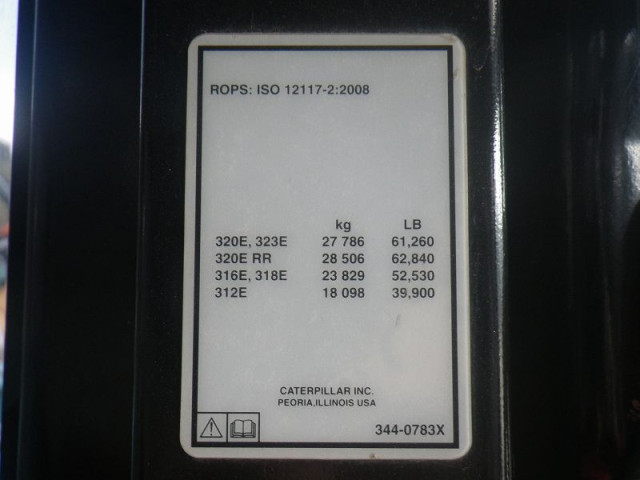 ROPS: ISO 12117-2:2008
kg LB
320E, 323E 27 786 61,260
320E RR 28 506 62,840
316E, 318E 23 829 52,530
312E 18 098 39,900
CATERPILLAR INC.
PEORIA,ILLINOIS USA
344-0783X